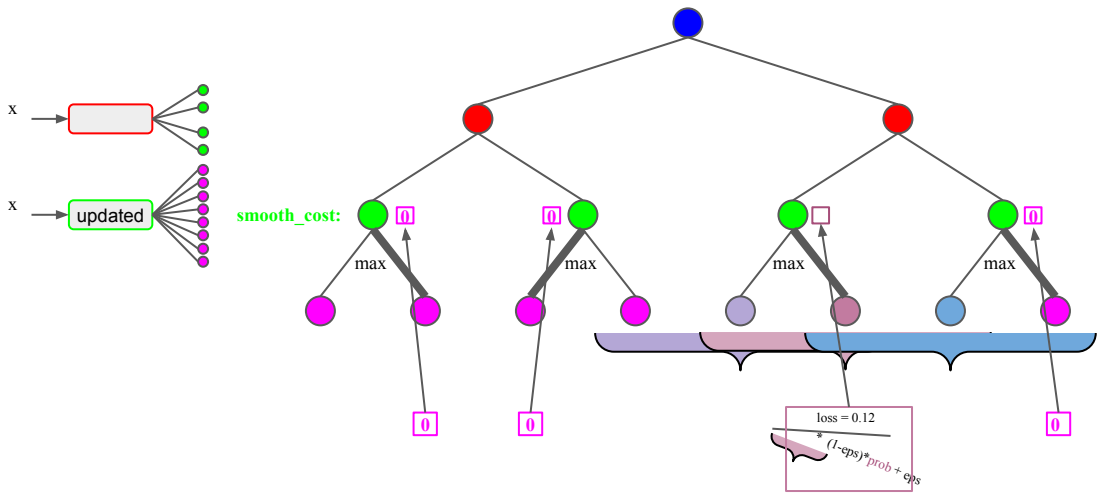 x
x
updated
smooth_cost:
0
0
0
max
max
max
max
0
0
0
loss = 0.12
* (1-eps)*prob + eps